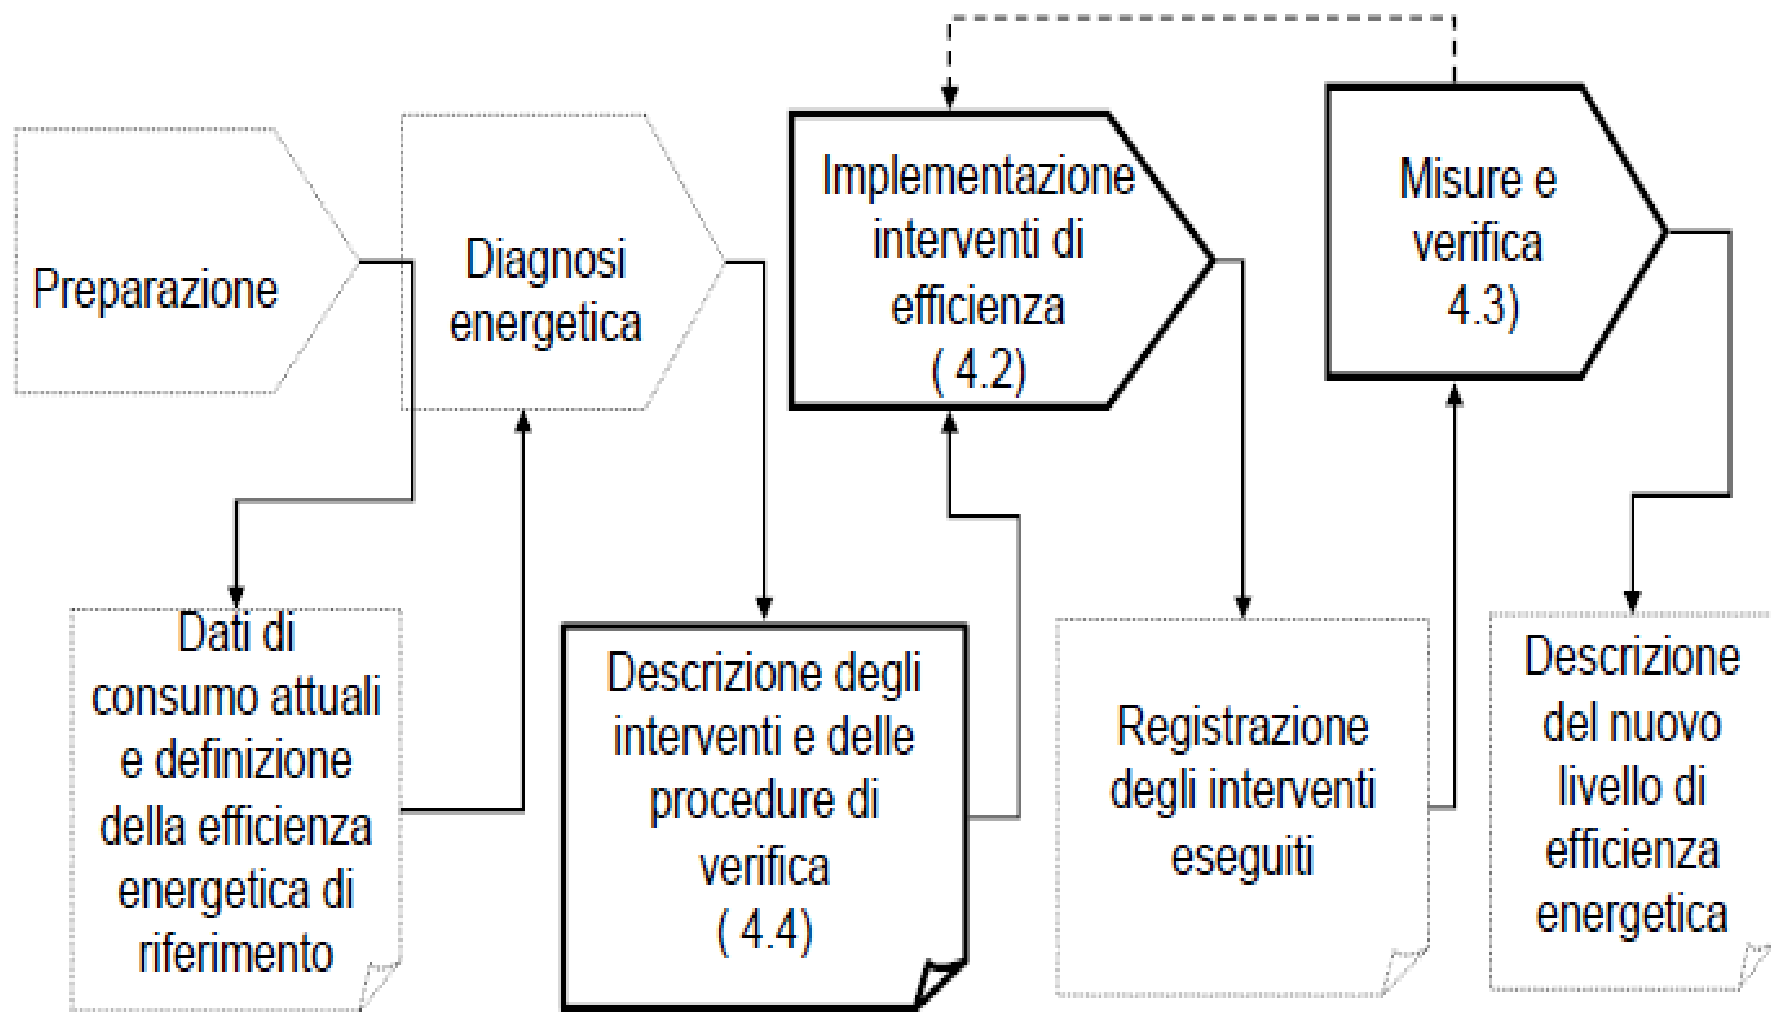 Preparazione
Diagnosi
energetica
Implementazione
interventi di
efficienza
( 4.2)
Misure e
verifica
4.3)
Dati di
consumo attuali
e definizione
della efficienza
energetica di
riferimento
Descrizione degli
interventi e delle
procedure di
verifica
( 4.4)
Registrazione
degli interventi
eseguiti
Descrizione
del nuovo
livello di
efficienza
energetica